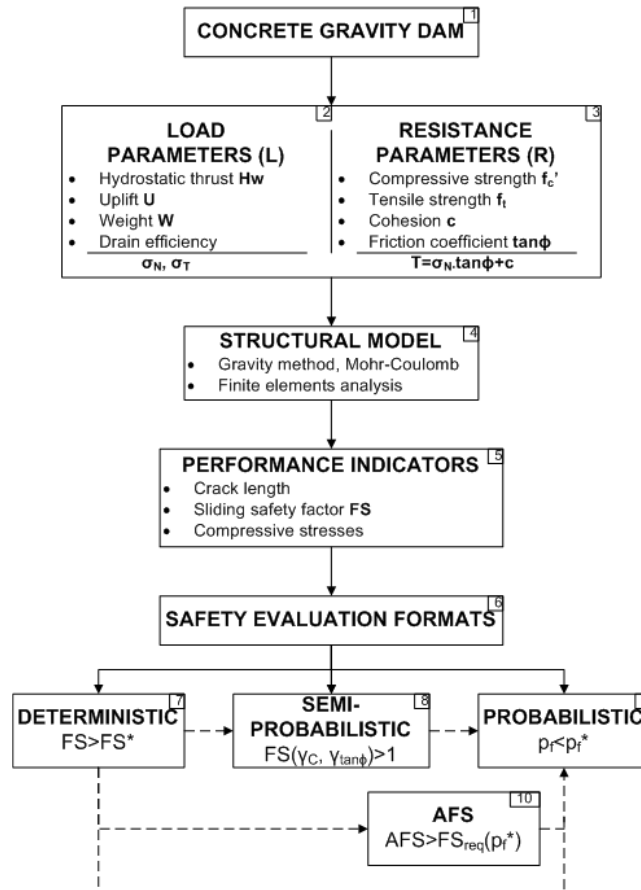 1
CONCRETE GRAVITY DAM
2
LOAD
PARAMETERS (L)
• Hydrostatic thrust Hw
• Uplift U
• Weight W
• Drain efficiency
σN, σT
3
RESISTANCE
PARAMETERS (R)
• Compressive strength fc'
• Tensile strength ft
• Cohesion c
• Friction coefficient tanϕ
T=σN.tanϕ+c
4
STRUCTURAL MODEL
• Gravity method, Mohr-Coulomb
• Finite elements analysis
5
PERFORMANCE INDICATORS
• Crack length
• Sliding safety factor FS
• Compressive stresses
6
SAFETY EVALUATION FORMATS
7
DETERMINISTIC
FS>FS*
8
SEMI-
PROBABILISTIC
FS(γC, γtanϕ)>1
PROBABILISTIC
pf<pf*
10
AFS
AFS>FSreq(pf*)